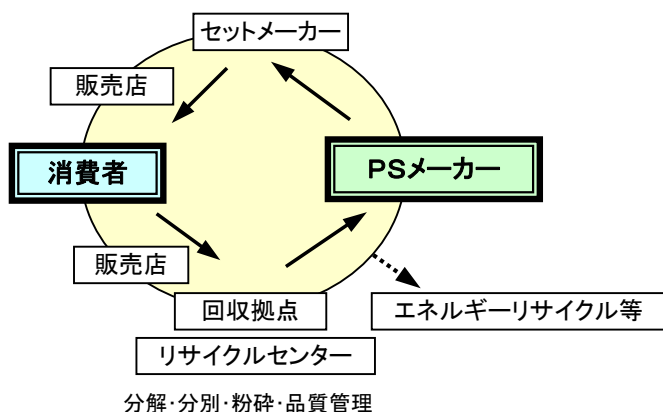 セットメーカー
販売店
消費者
PSメーカー
販売店
回収拠点
エネルギーリサイクル等
リサイクルセンター
分解・分別・粉砕・品質管理